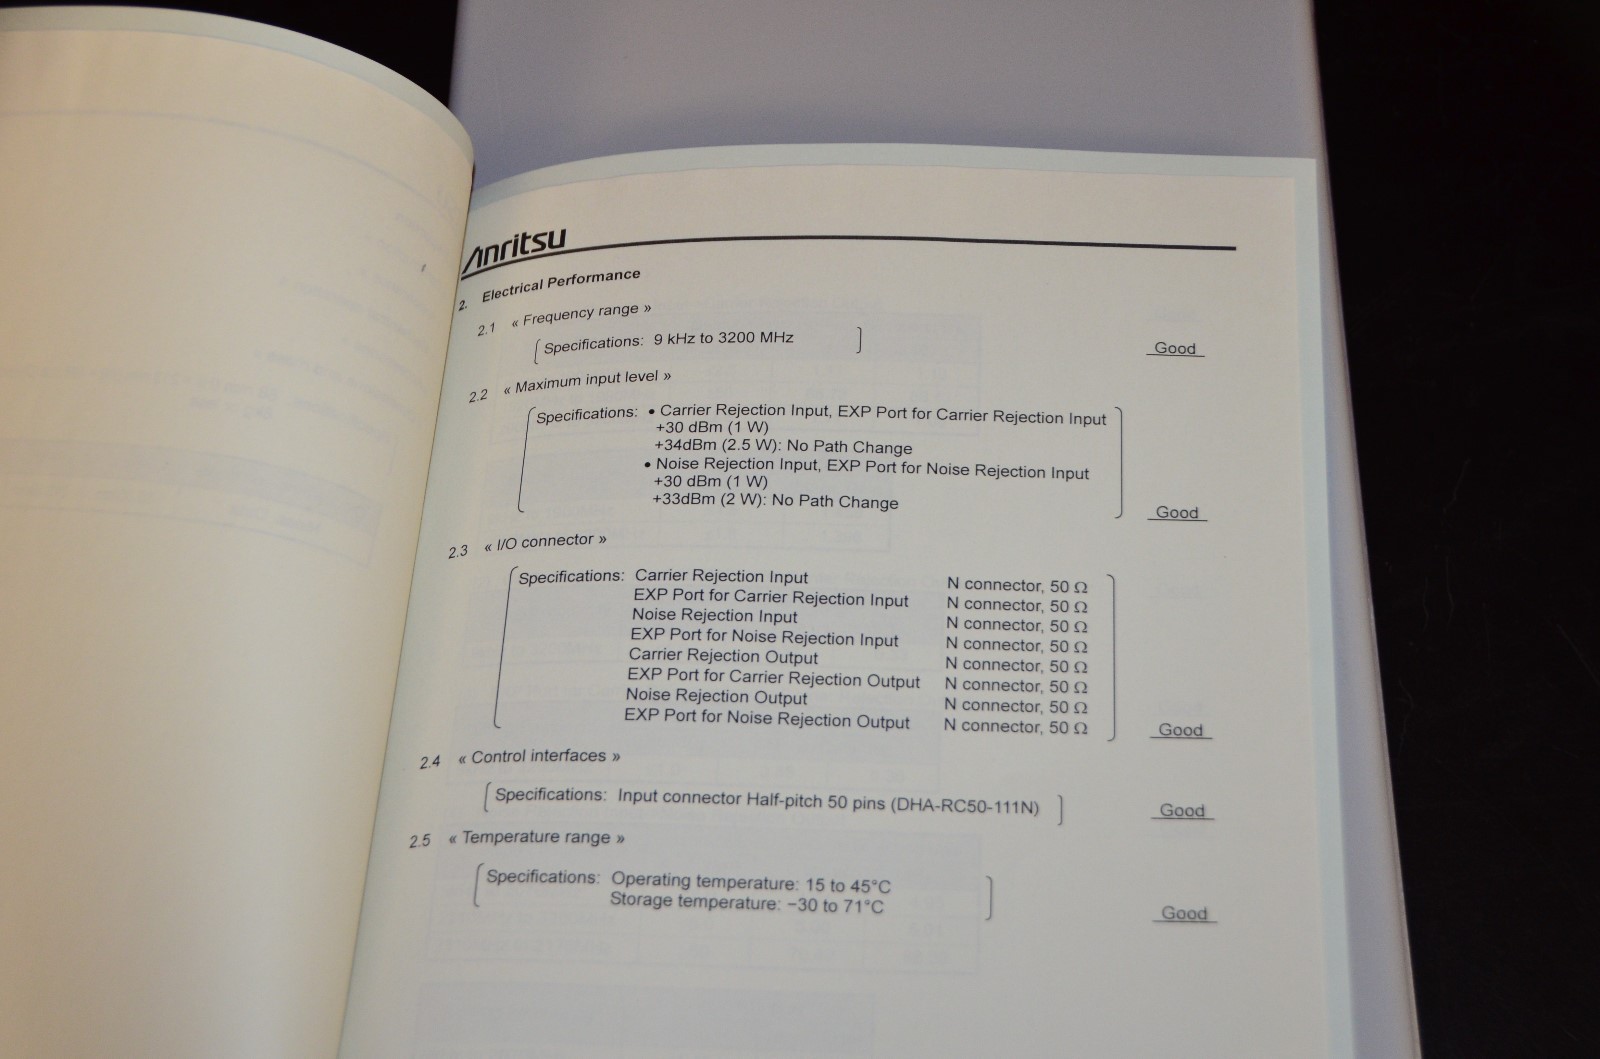 Anritsu
2. Electrical Performance
2.1 « Frequency range »
Specifications: 9 kHz to 3200 MHz Good
2.2 « Maximum input level »
Specifications: • Carrier Rejection Input, EXP Port for Carrier Rejection Input
+30 dBm (1 W)
+34dBm (2.5 W): No Path Change
• Noise Rejection Input, EXP Port for Noise Rejection Input
+30 dBm (1 W)
+33dBm (2 W): No Path Change
Good
2.3 « I/O connector »
Specifications: Carrier Rejection Input N connector, 50 Ω
EXP Port for Carrier Rejection Input N connector, 50 Ω
Noise Rejection Input N connector, 50 Ω
EXP Port for Noise Rejection Input N connector, 50 Ω
Carrier Rejection Output N connector, 50 Ω
EXP Port for Carrier Rejection Output N connector, 50 Ω
Noise Rejection Output N connector, 50 Ω
EXP Port for Noise Rejection Output N connector, 50 Ω
Good
2.4 « Control interfaces »
Specifications: Input connector Half-pitch 50 pins (DHA-RC50-111N) Good
2.5 « Temperature range »
Specifications: Operating temperature: 15 to 45°C
Storage temperature: −30 to 71°C
Good